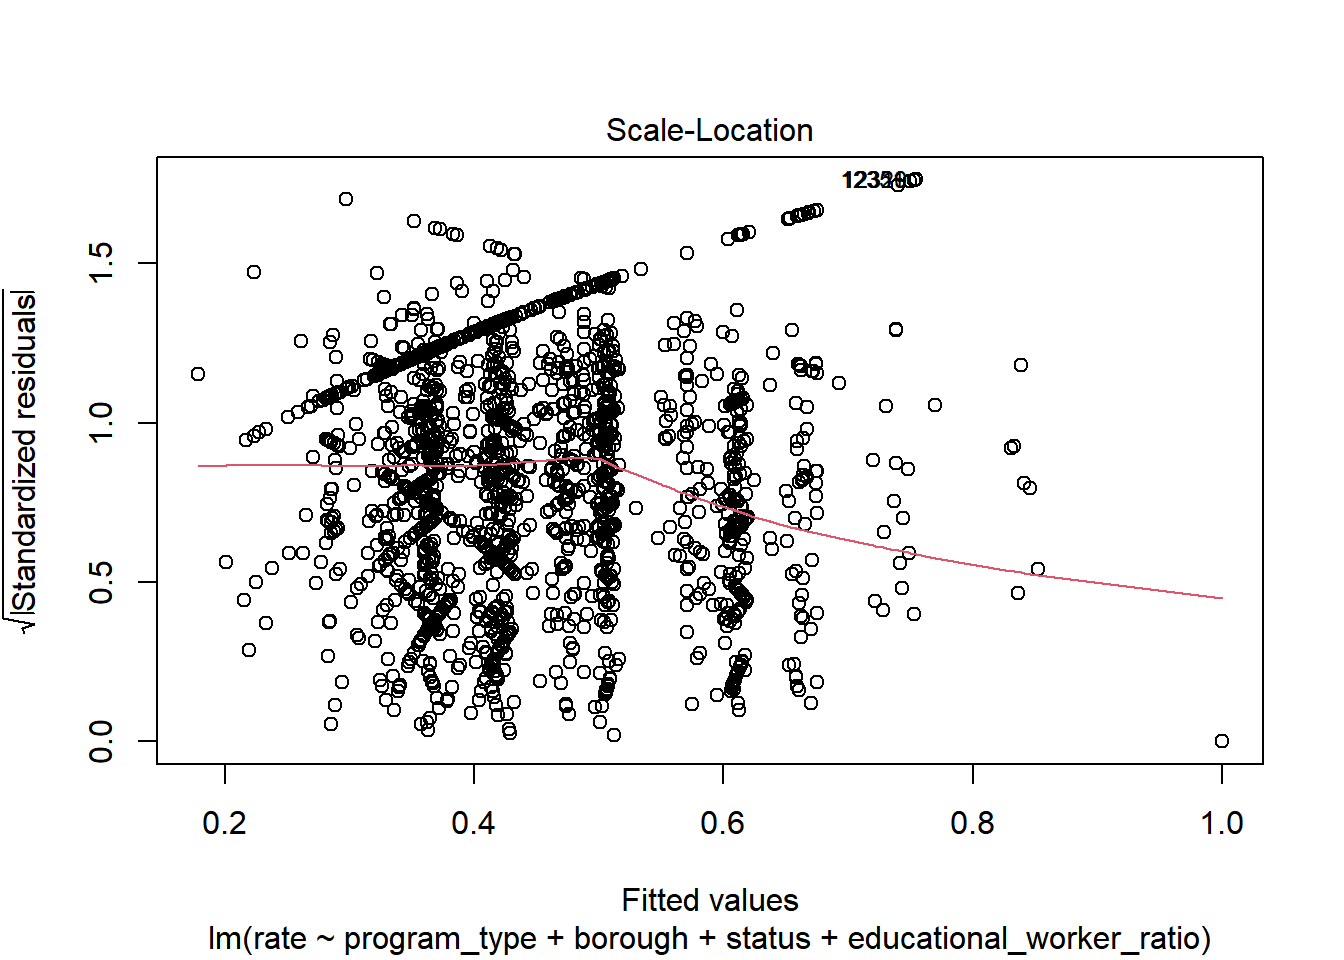 Scale-Location
√|Standardized residuals|
1.5
1.0
0.5
0.0
0.2 0.4 0.6 0.8 1.0
Fitted values
lm(rate ~ program_type + borough + status + educational_worker_ratio)